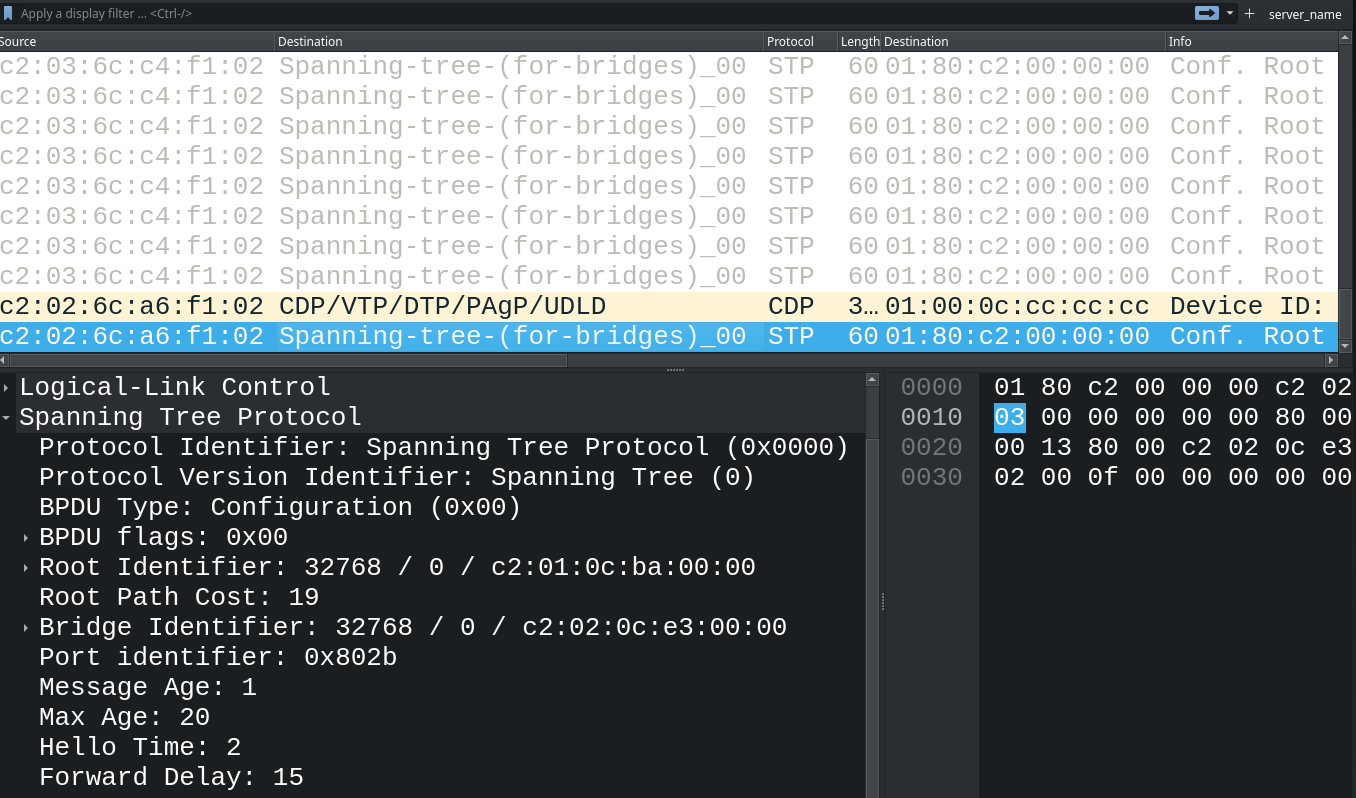 Apply a display filter ... <Ctrl-/> + server_name
Source Destination Protocol Length Destination Info
c2:03:6c:c4:f1:02 Spanning-tree-(for-bridges)_00 STP 60 01:80:c2:00:00:00 Conf. Root
c2:03:6c:c4:f1:02 Spanning-tree-(for-bridges)_00 STP 60 01:80:c2:00:00:00 Conf. Root
c2:03:6c:c4:f1:02 Spanning-tree-(for-bridges)_00 STP 60 01:80:c2:00:00:00 Conf. Root
c2:03:6c:c4:f1:02 Spanning-tree-(for-bridges)_00 STP 60 01:80:c2:00:00:00 Conf. Root
c2:03:6c:c4:f1:02 Spanning-tree-(for-bridges)_00 STP 60 01:80:c2:00:00:00 Conf. Root
c2:03:6c:c4:f1:02 Spanning-tree-(for-bridges)_00 STP 60 01:80:c2:00:00:00 Conf. Root
c2:03:6c:c4:f1:02 Spanning-tree-(for-bridges)_00 STP 60 01:80:c2:00:00:00 Conf. Root
c2:03:6c:c4:f1:02 Spanning-tree-(for-bridges)_00 STP 60 01:80:c2:00:00:00 Conf. Root
c2:02:6c:a6:f1:02 CDP/VTP/DTP/PAgP/UDLD CDP 3… 01:00:0c:cc:cc:cc Device ID:
c2:02:6c:a6:f1:02 Spanning-tree-(for-bridges)_00 STP 60 01:80:c2:00:00:00 Conf. Root
Logical-Link Control
Spanning Tree Protocol
Protocol Identifier: Spanning Tree Protocol (0x0000)
Protocol Version Identifier: Spanning Tree (0)
BPDU Type: Configuration (0x00)
BPDU flags: 0x00
Root Identifier: 32768 / 0 / c2:01:0c:ba:00:00
Root Path Cost: 19
Bridge Identifier: 32768 / 0 / c2:02:0c:e3:00:00
Port identifier: 0x802b
Message Age: 1
Max Age: 20
Hello Time: 2
Forward Delay: 15
0000 01 80 c2 00 00 00 c2 02
0010 03 00 00 00 00 00 80 00
0020 00 13 80 00 c2 02 0c e3
0030 02 00 0f 00 00 00 00 00